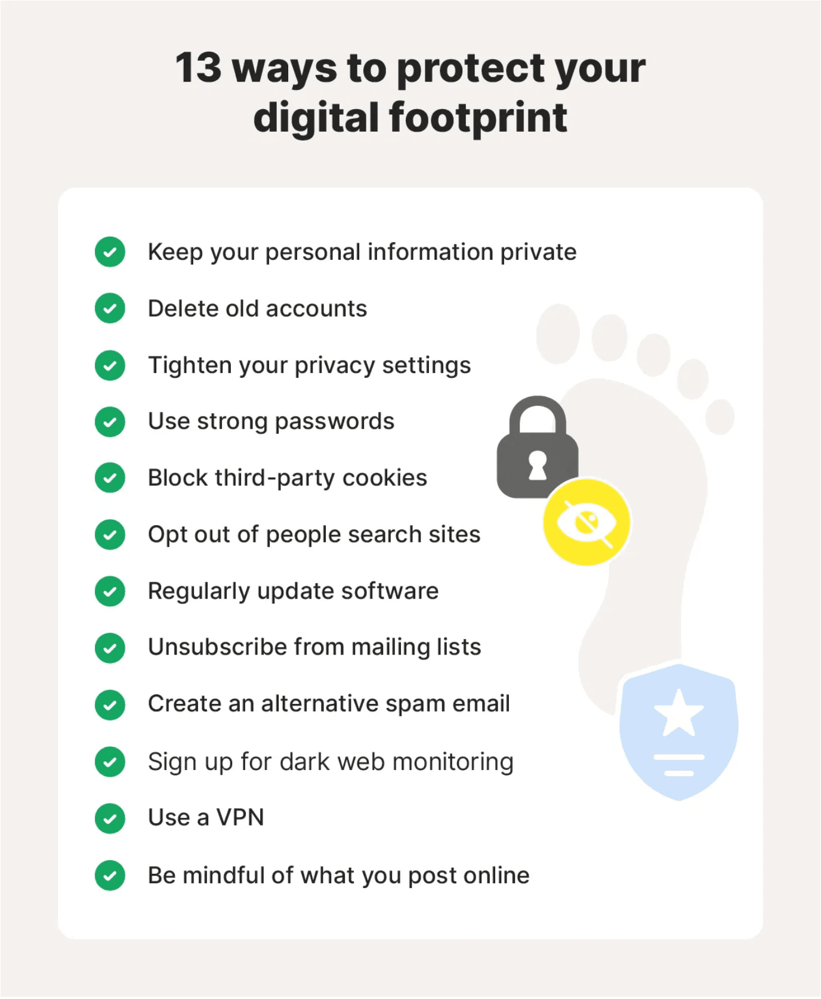 13 ways to protect your
digital footprint
Keep your personal information private
Delete old accounts
Tighten your privacy settings
Use strong passwords
Block third-party cookies
Opt out of people search sites
Regularly update software
Unsubscribe from mailing lists
Create an alternative spam email
Sign up for dark web monitoring
Use a VPN
Be mindful of what you post online